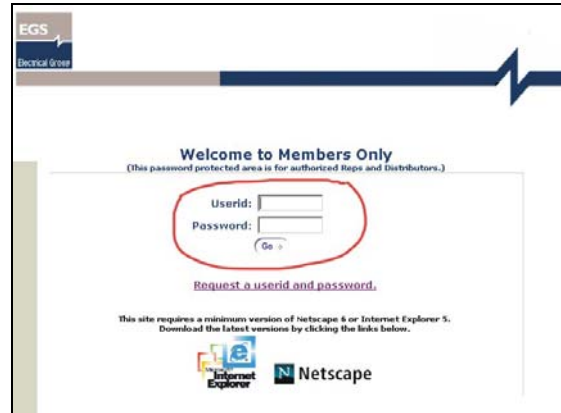 EGS
Electrical Group
Welcome to Members Only
(This password protected area is for authorized Reps and Distributors.)
Userid:
Password:
Go
Request a userid and password.
This site requires a minimum version of Netscape 6 or Internet Explorer 5.
Download the latest versions by clicking the links below.
Microsoft
Internet
Explorer
N Netscape